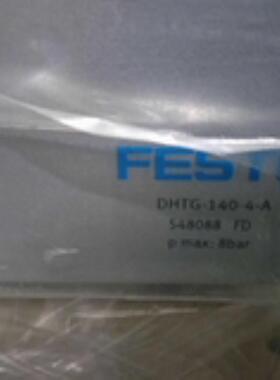 FEST
DHTG-140-4-A
548088 FD
p max: 8bar